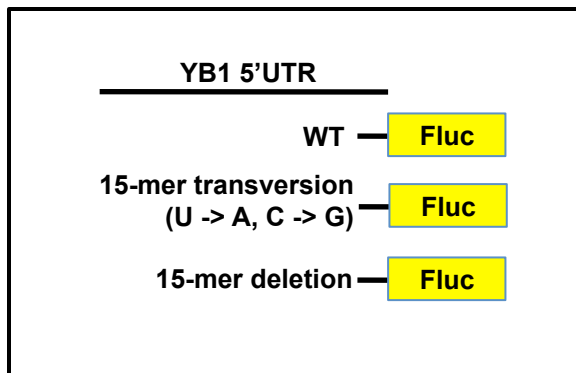 YB1 5’UTR
WT
Fluc
15-mer transversion
(U -> A, C -> G)
Fluc
15-mer deletion
Fluc